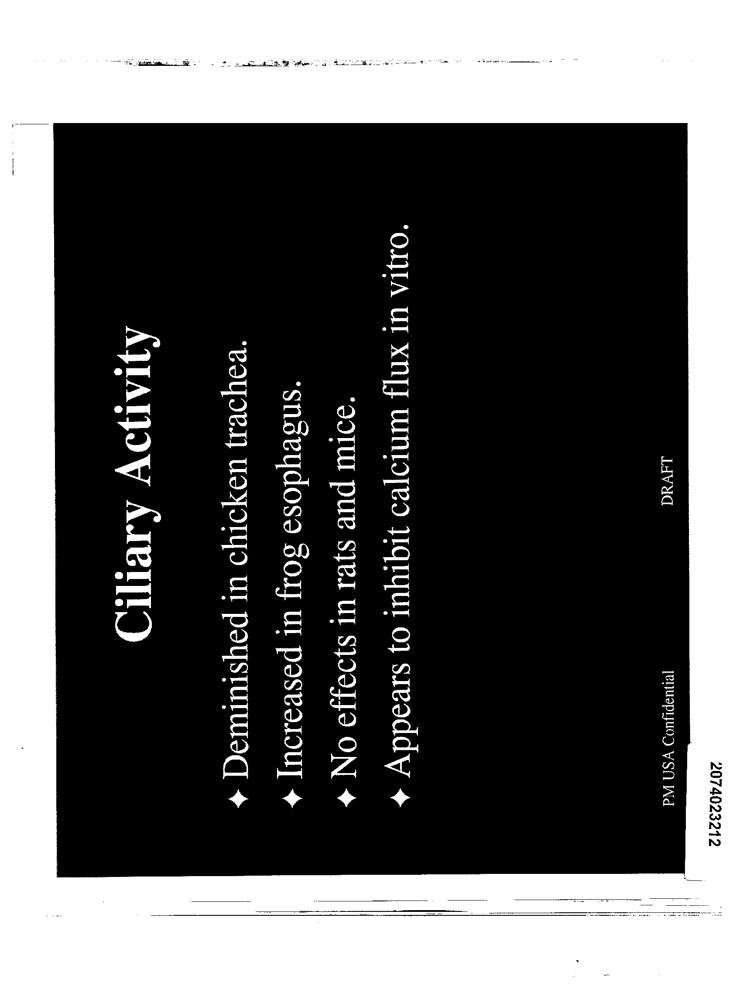 Ciliary Activity
✦ Deminished in chicken trachea.
✦ Increased in frog esophagus.
✦ No effects in rats and mice.
✦ Appears to inhibit calcium flux in vitro.
PM USA Confidential
DRAFT
2074023212